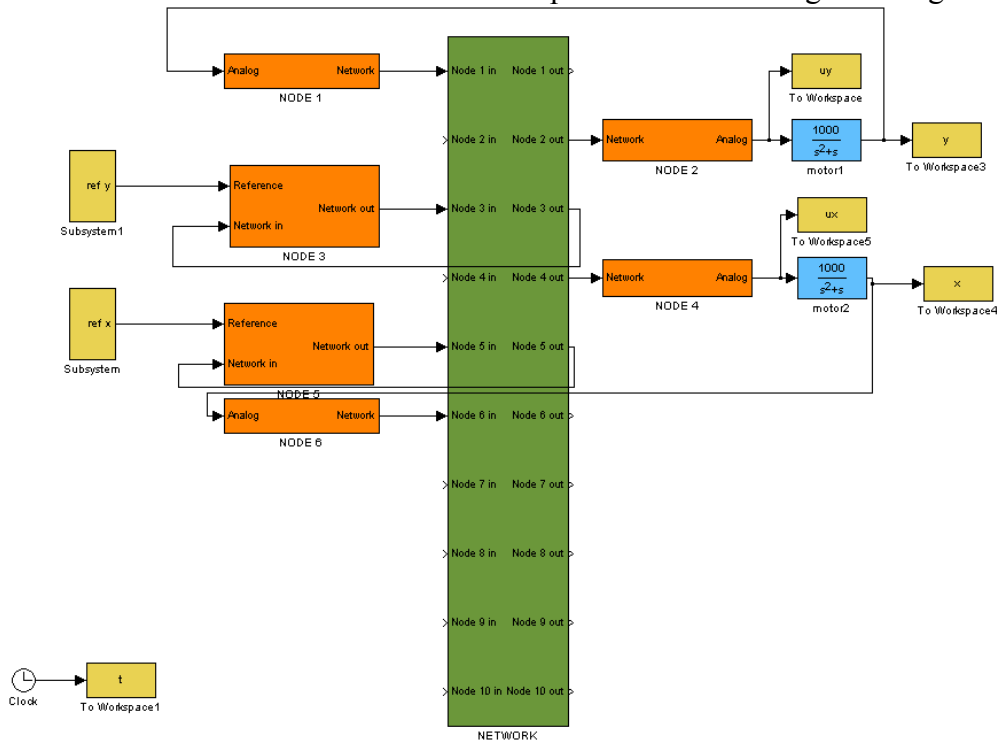 Analog Network
NODE 1
ref y
Subsystem1
Reference
Network in
Network out
NODE 3
ref x
Subsystem
Reference
Network in
Network out
NODE 5
Analog Network
NODE 6
Clock
t
To Workspace1
Node 1 in Node 1 out
Node 2 in Node 2 out
Node 3 in Node 3 out
Node 4 in Node 4 out
Node 5 in Node 5 out
Node 6 in Node 6 out
Node 7 in Node 7 out
Node 8 in Node 8 out
Node 9 in Node 9 out
Node 10 in Node 10 out
NETWORK
Network Analog
NODE 2
uy
To Workspace
1000
s²+s
motor1
y
To Workspace3
Network Analog
NODE 4
ux
To Workspace5
1000
s²+s
motor2
x
To Workspace4